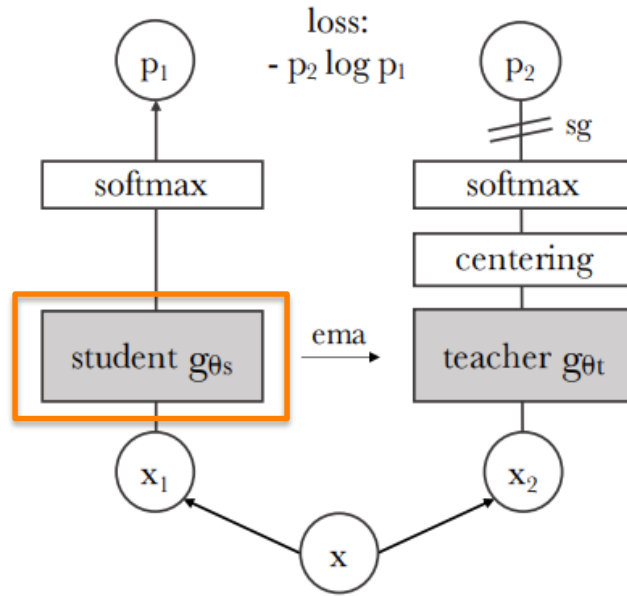 loss:
- p₂ log p₁
p₁
p₂
sg
softmax
softmax
centering
student gθs
ema
teacher gθt
x₁
x₂
x